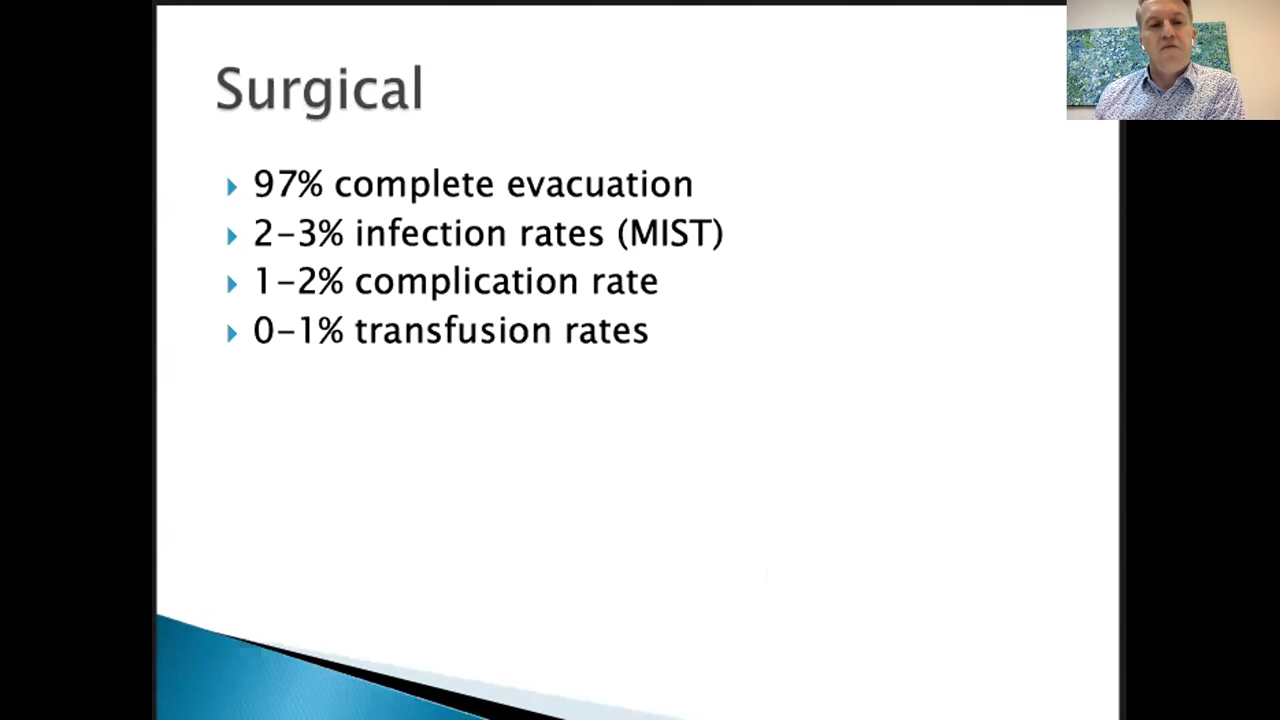 Surgical
97% complete evacuation
2-3% infection rates (MIST)
1-2% complication rate
0-1% transfusion rates